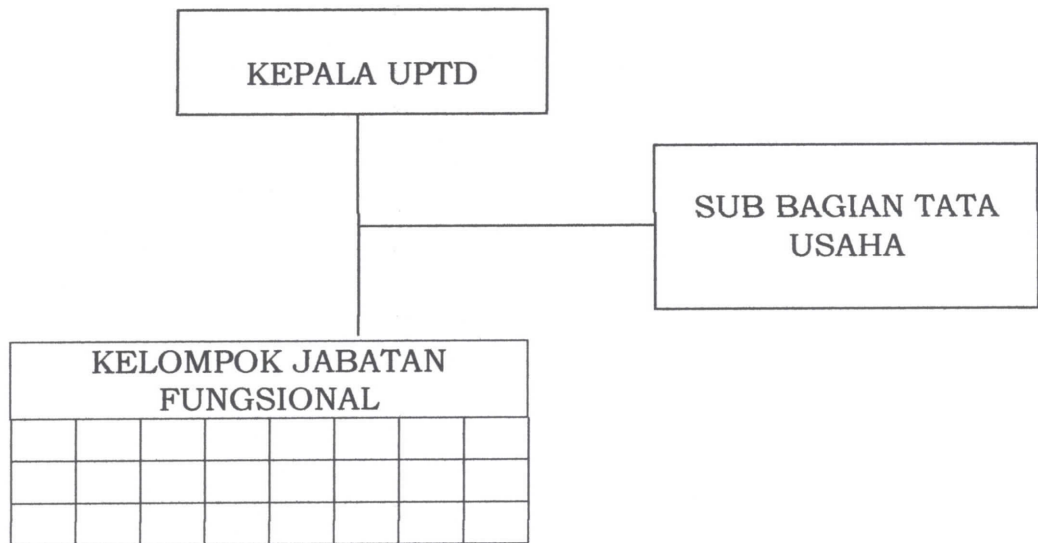 KEPALA UPTD
SUB BAGIAN TATA
USAHA
KELOMPOK JABATAN
FUNGSIONAL